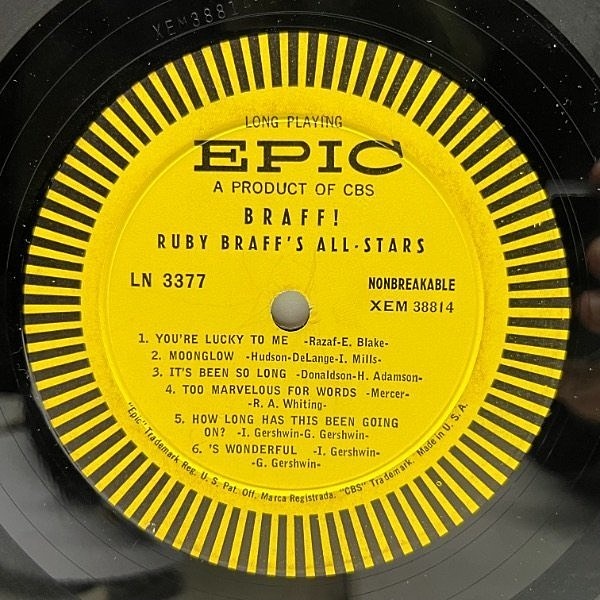 XEM3881
LONG PLAYING
EPIC
A PRODUCT OF CBS
BRAFF!
RUBY BRAFF'S ALL-STARS
LN 3377
NONBREAKABLE
XEM 38814
1. YOU'RE LUCKY TO ME -Razaf-E. Blake-
2. MOONGLOW -Hudson-DeLange-I. Mills-
3. IT'S BEEN SO LONG -Donaldson-H. Adamson-
4. TOO MARVELOUS FOR WORDS -Mercer-
-R. A. Whiting-
5. HOW LONG HAS THIS BEEN GOING
ON? -I. Gershwin-G. Gershwin-
6. 'S WONDERFUL -I. Gershwin-
-G. Gershwin-
"Epic" Trademark Reg. U. S. Pat. Off. Marca Registrada. "CBS" Trademark. Made in U. S. A.